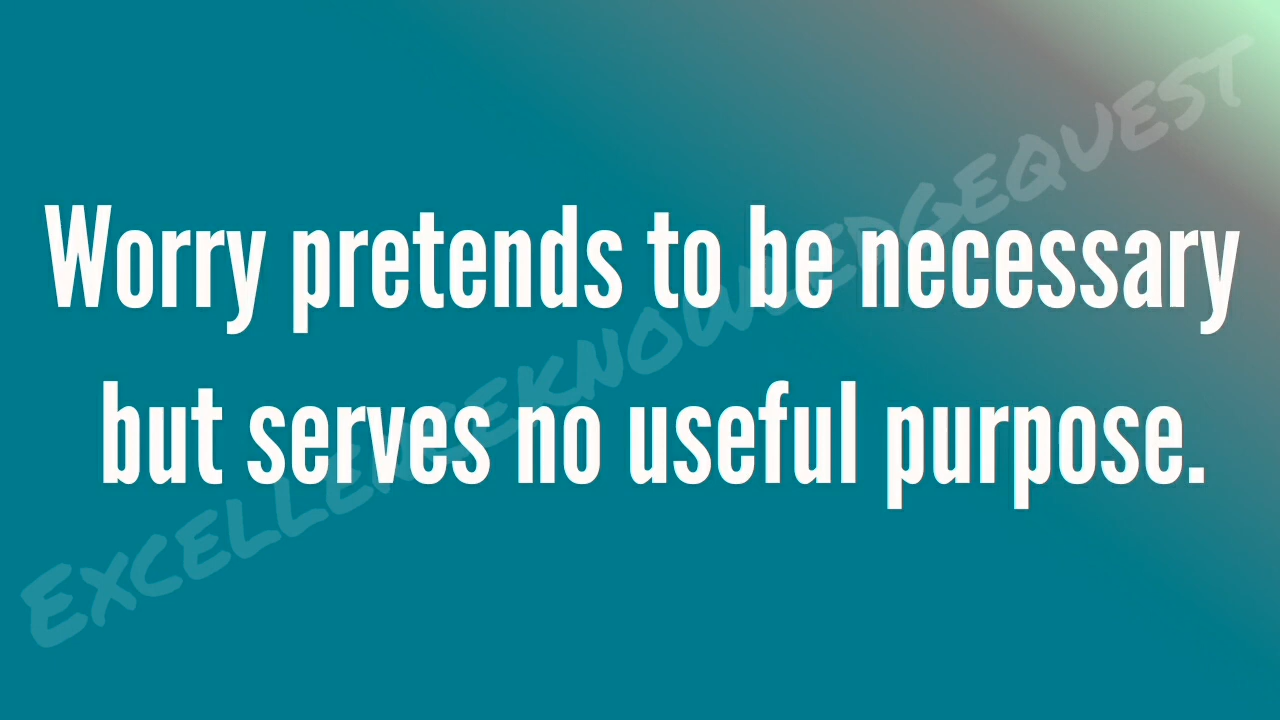 Worry pretends to be necessary
but serves no useful purpose.